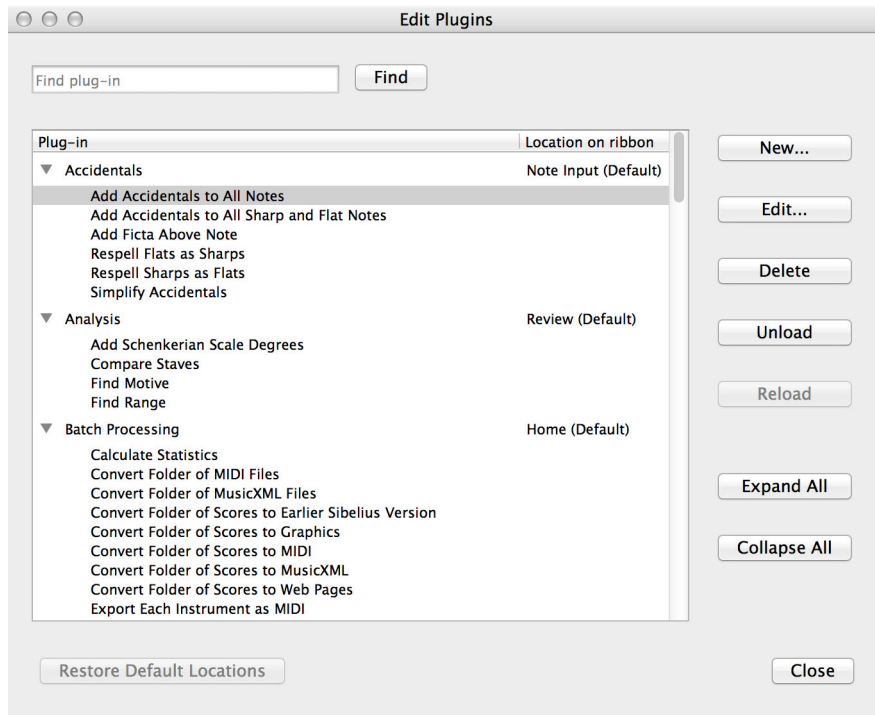 Edit Plugins
Find plug-in
Find
Plug-in Location on ribbon
Accidentals Note Input (Default)
Add Accidentals to All Notes
Add Accidentals to All Sharp and Flat Notes
Add Ficta Above Note
Respell Flats as Sharps
Respell Sharps as Flats
Simplify Accidentals
Analysis Review (Default)
Add Schenkerian Scale Degrees
Compare Staves
Find Motive
Find Range
Batch Processing Home (Default)
Calculate Statistics
Convert Folder of MIDI Files
Convert Folder of MusicXML Files
Convert Folder of Scores to Earlier Sibelius Version
Convert Folder of Scores to Graphics
Convert Folder of Scores to MIDI
Convert Folder of Scores to MusicXML
Convert Folder of Scores to Web Pages
Export Each Instrument as MIDI
New...
Edit...
Delete
Unload
Reload
Expand All
Collapse All
Restore Default Locations
Close